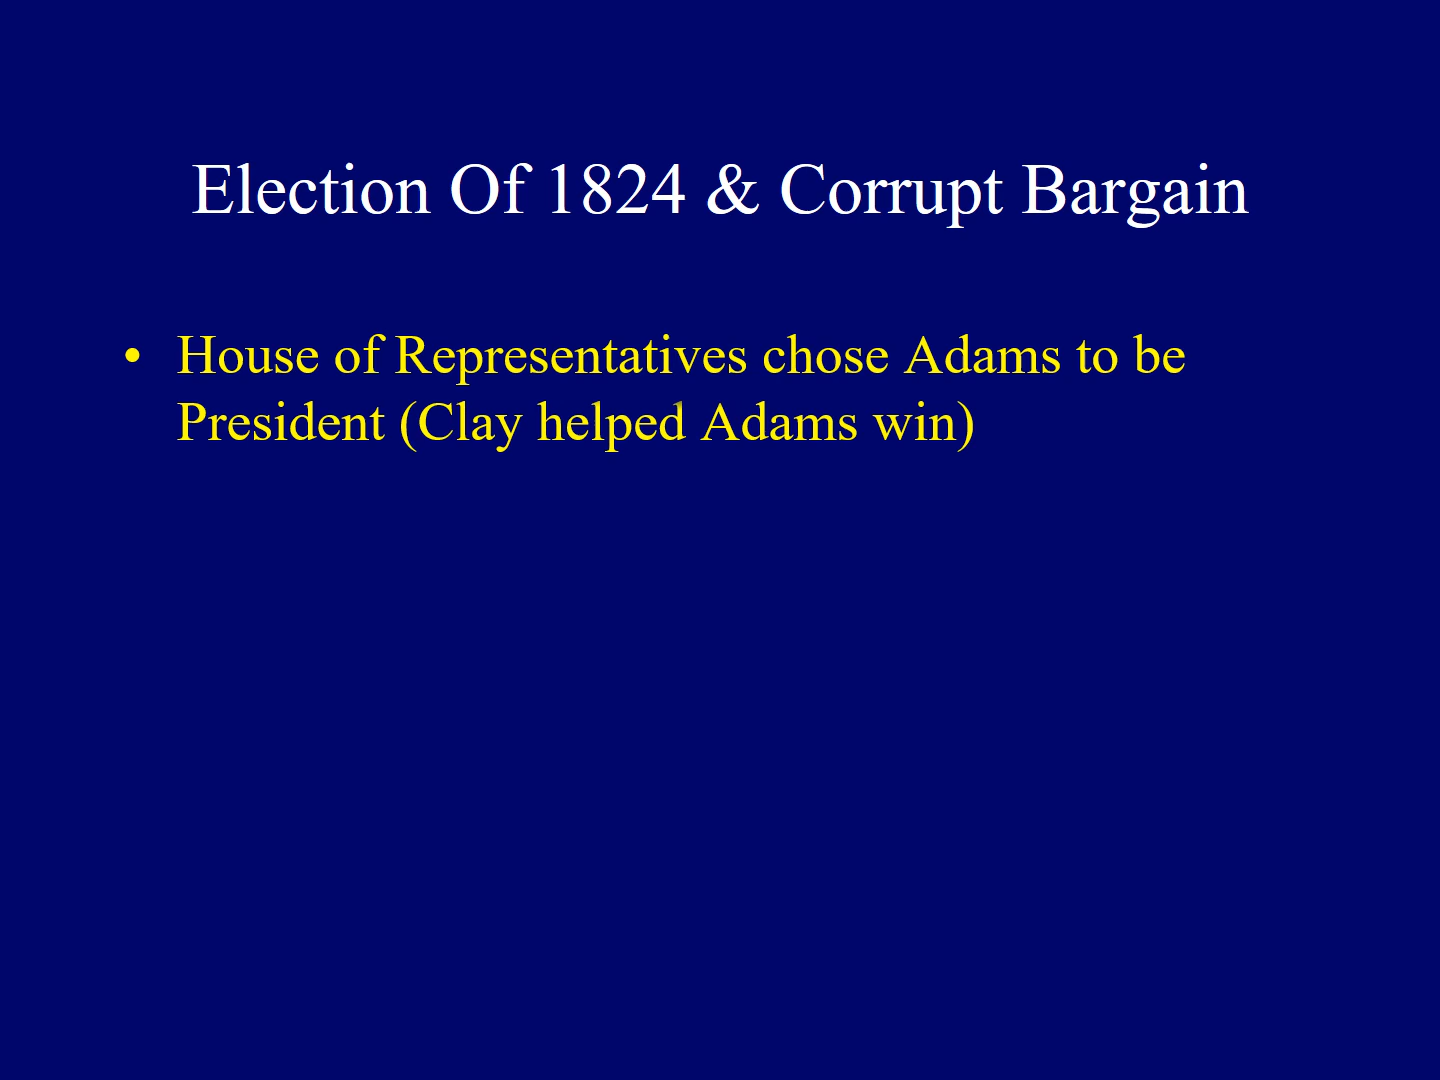 Election Of 1824 & Corrupt Bargain
• House of Representatives chose Adams to be
President (Clay helped Adams win)